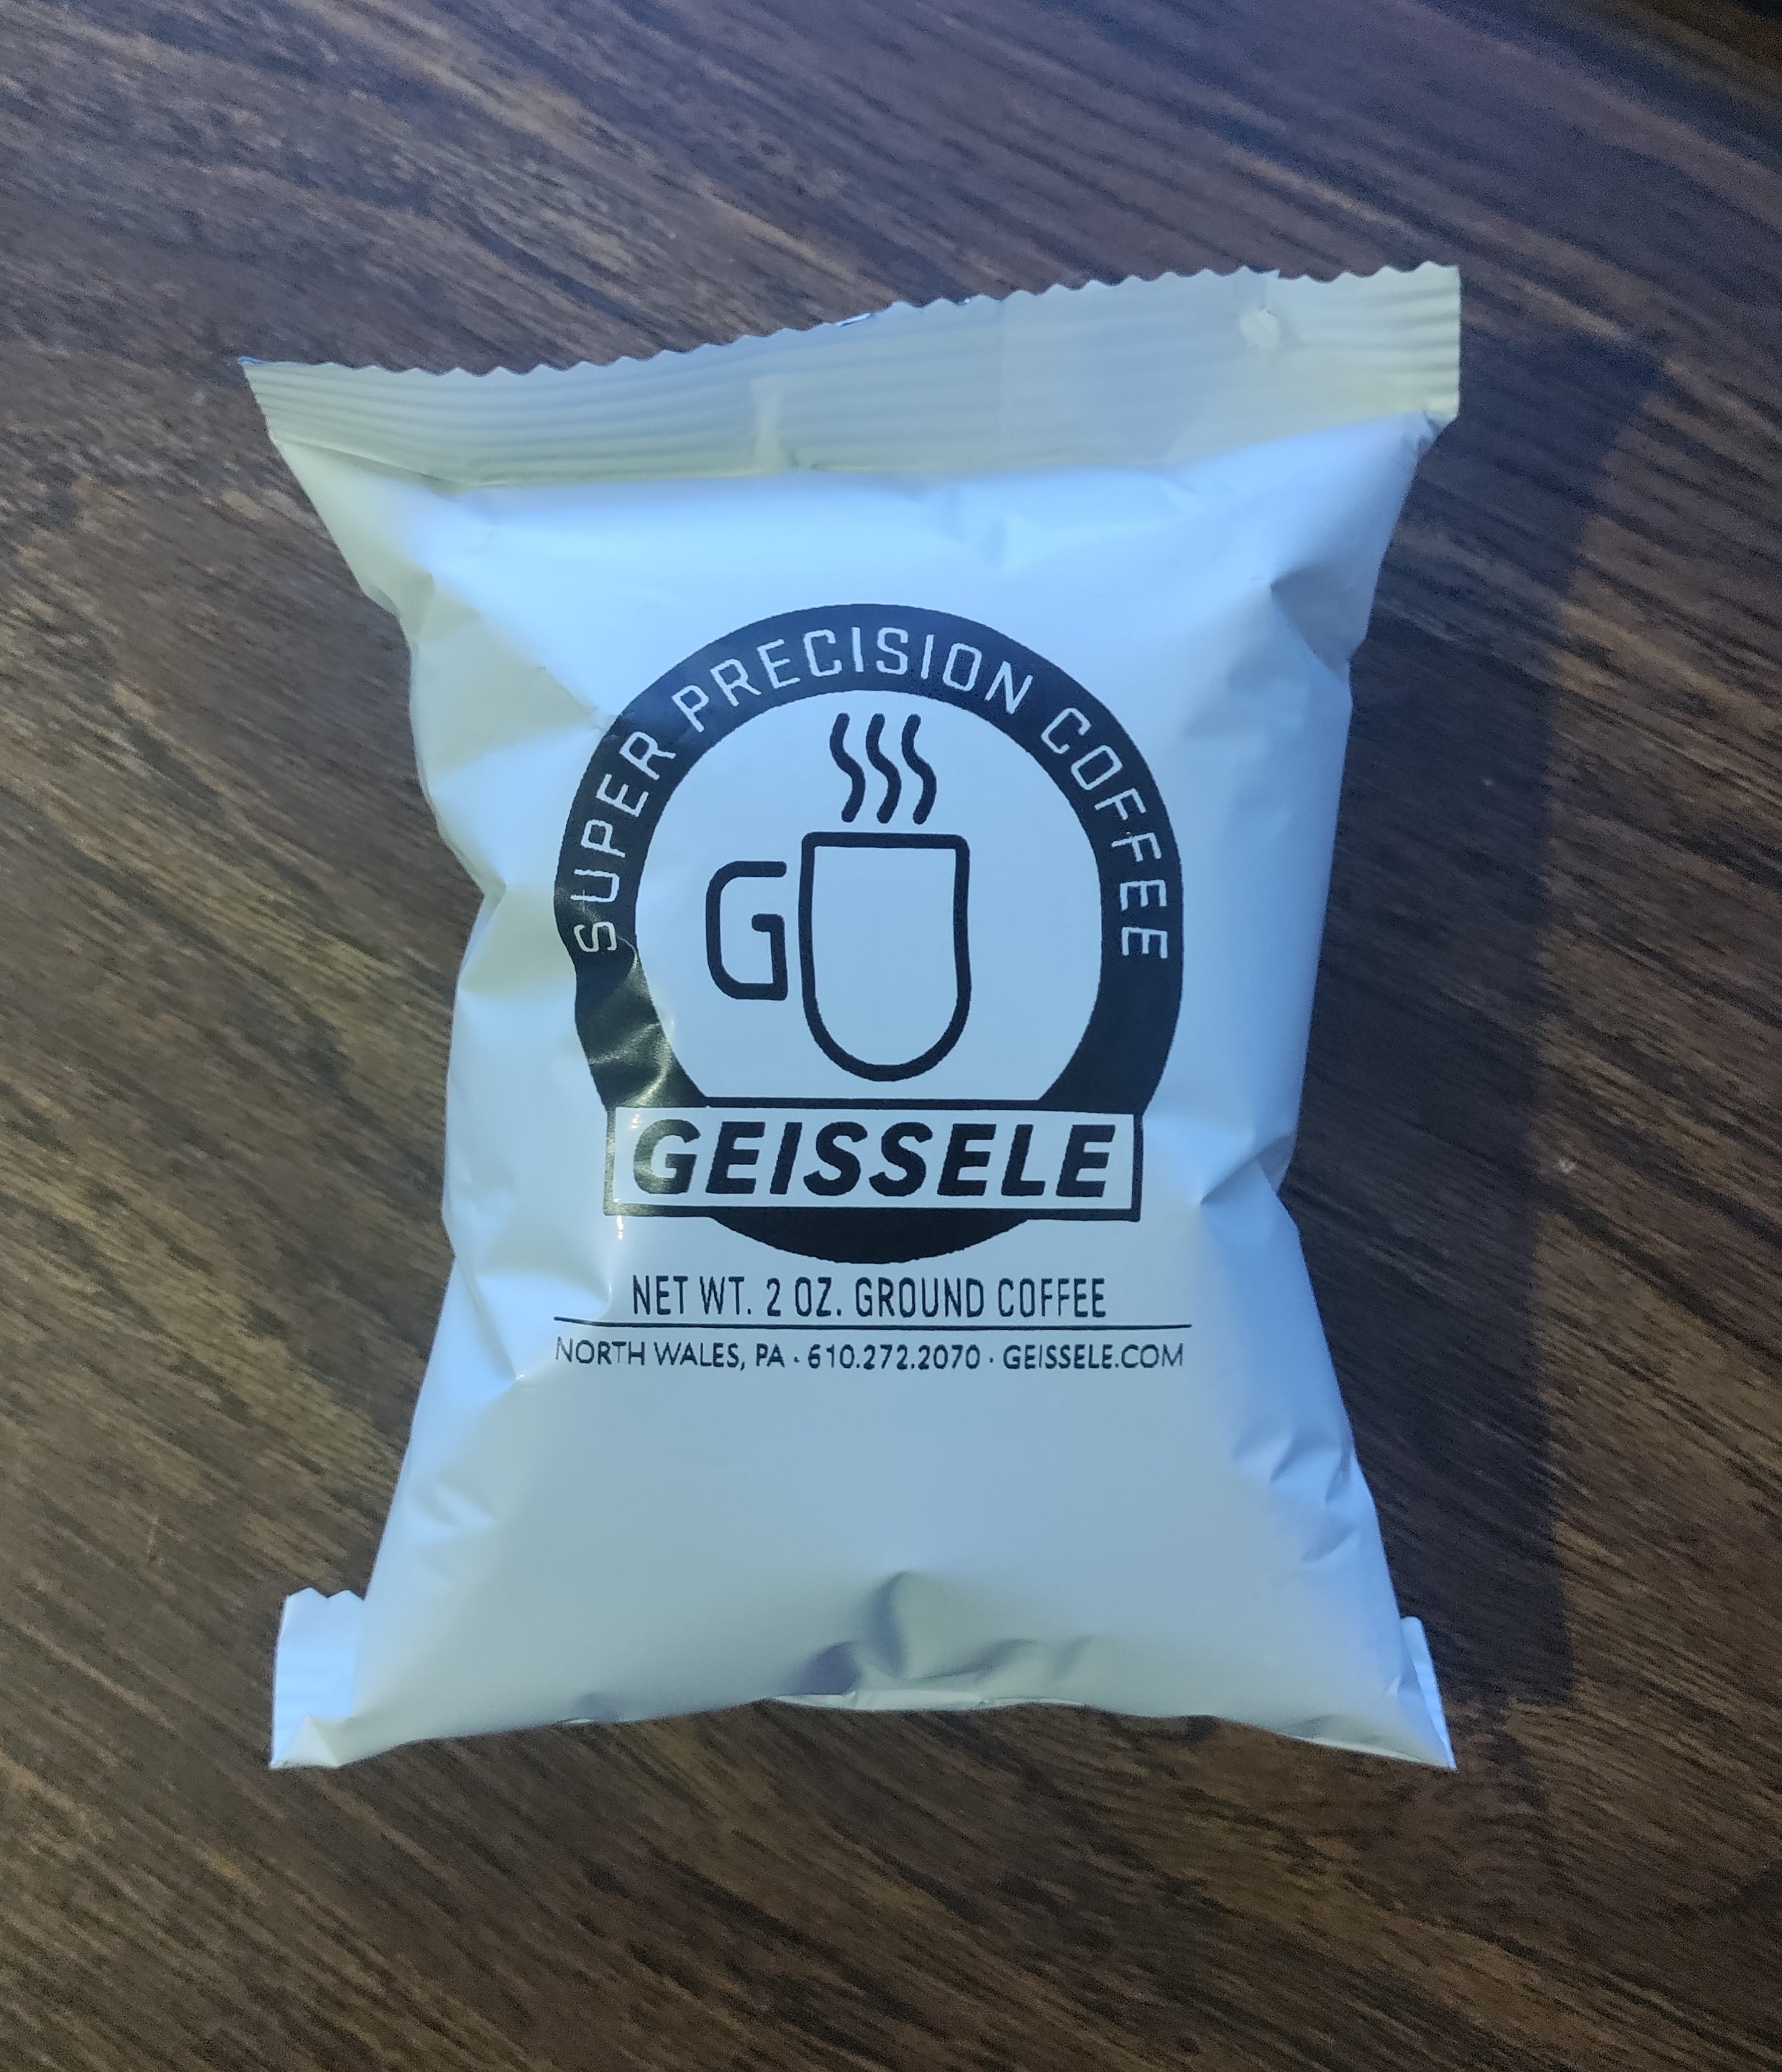 SUPER PRECISION COFFEE
G
GEISSELE
NET WT. 2 OZ. GROUND COFFEE
NORTH WALES, PA · 610.272.2070 · GEISSELE.COM